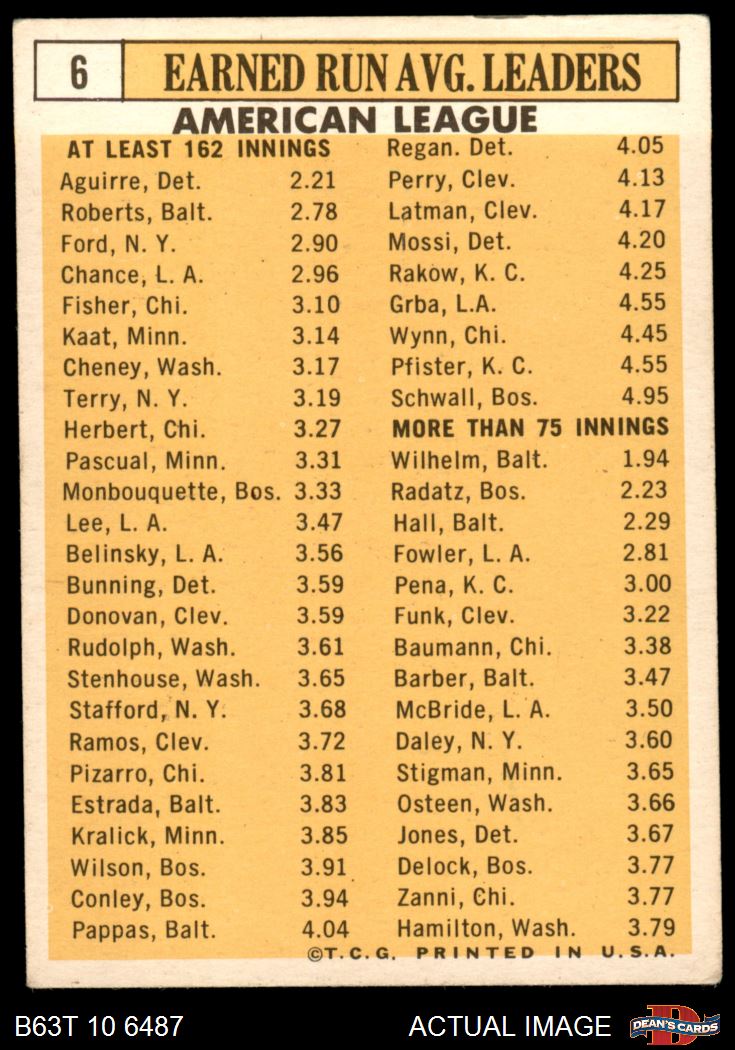 6
EARNED RUN AVG. LEADERS
AMERICAN LEAGUE
AT LEAST 162 INNINGS
Aguirre, Det. 2.21
Roberts, Balt. 2.78
Ford, N. Y. 2.90
Chance, L. A. 2.96
Fisher, Chi. 3.10
Kaat, Minn. 3.14
Cheney, Wash. 3.17
Terry, N. Y. 3.19
Herbert, Chi. 3.27
Pascual, Minn. 3.31
Monbouquette, Bos. 3.33
Lee, L. A. 3.47
Belinsky, L. A. 3.56
Bunning, Det. 3.59
Donovan, Clev. 3.59
Rudolph, Wash. 3.61
Stenhouse, Wash. 3.65
Stafford, N. Y. 3.68
Ramos, Clev. 3.72
Pizarro, Chi. 3.81
Estrada, Balt. 3.83
Kralick, Minn. 3.85
Wilson, Bos. 3.91
Conley, Bos. 3.94
Pappas, Balt. 4.04
Regan. Det. 4.05
Perry, Clev. 4.13
Latman, Clev. 4.17
Mossi, Det. 4.20
Rakow, K. C. 4.25
Grba, L.A. 4.55
Wynn, Chi. 4.45
Pfister, K. C. 4.55
Schwall, Bos. 4.95
MORE THAN 75 INNINGS
Wilhelm, Balt. 1.94
Radatz, Bos. 2.23
Hall, Balt. 2.29
Fowler, L. A. 2.81
Pena, K. C. 3.00
Funk, Clev. 3.22
Baumann, Chi. 3.38
Barber, Balt. 3.47
McBride, L. A. 3.50
Daley, N. Y. 3.60
Stigman, Minn. 3.65
Osteen, Wash. 3.66
Jones, Det. 3.67
Delock, Bos. 3.77
Zanni, Chi. 3.77
Hamilton, Wash. 3.79
©T.C.G. PRINTED IN U.S.A.
B63T 10 6487
ACTUAL IMAGE
DEAN'S CARDS